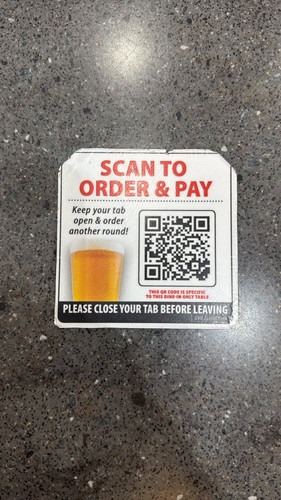 SCAN TO
ORDER & PAY
Keep your tab
open & order
another round!
THIS QR CODE IS SPECIFIC
TO THIS DINE-IN ONLY TABLE
PLEASE CLOSE YOUR TAB BEFORE LEAVING